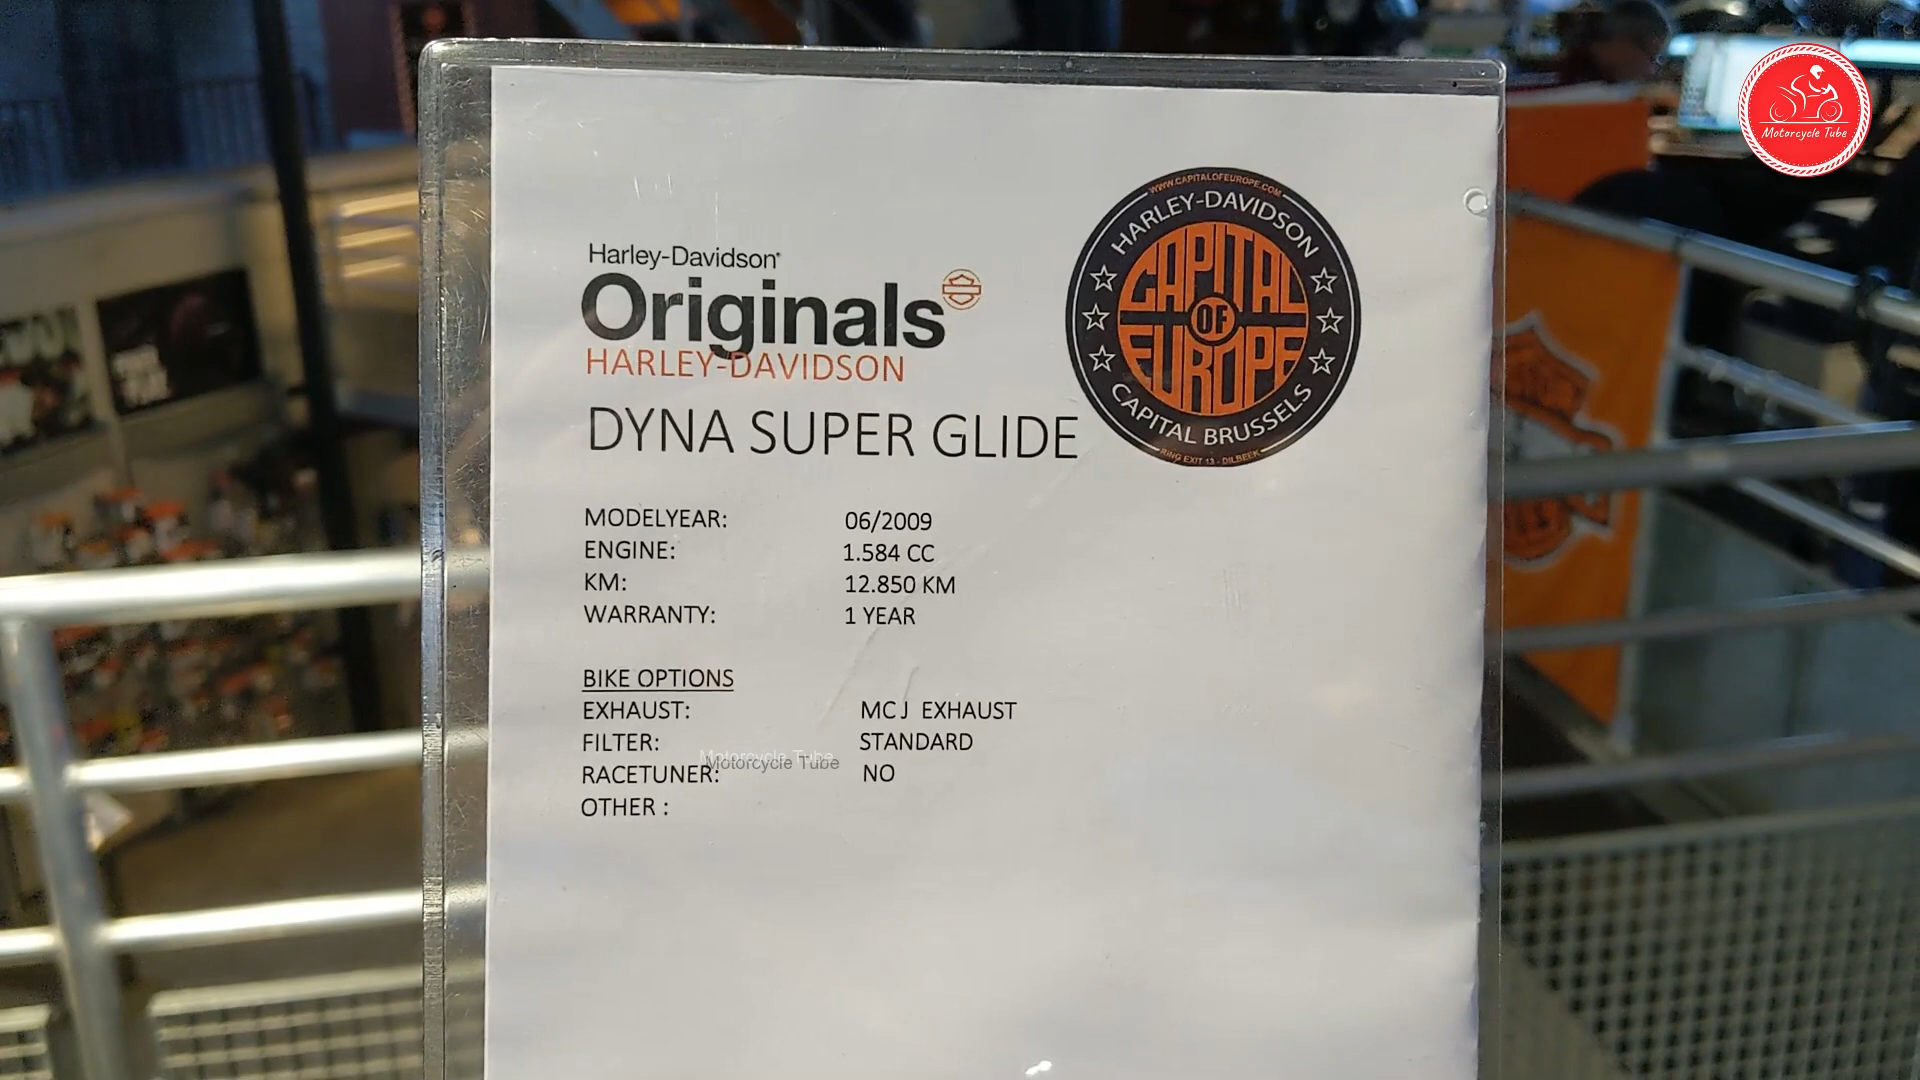 Motorcycle Tube
WWW.CAPITALOFEUROPE.COM
HARLEY-DAVIDSON
CAPITAL
OF
EUROPE
CAPITAL BRUSSELS
RING EXIT 13 - DILBEEK
Harley-Davidson
Originals
HARLEY-DAVIDSON
DYNA SUPER GLIDE
MODELYEAR: 06/2009
ENGINE: 1.584 CC
KM: 12.850 KM
WARRANTY: 1 YEAR
BIKE OPTIONS
EXHAUST: MCJ EXHAUST
FILTER: STANDARD
Motorcycle Tube
RACETUNER: NO
OTHER :